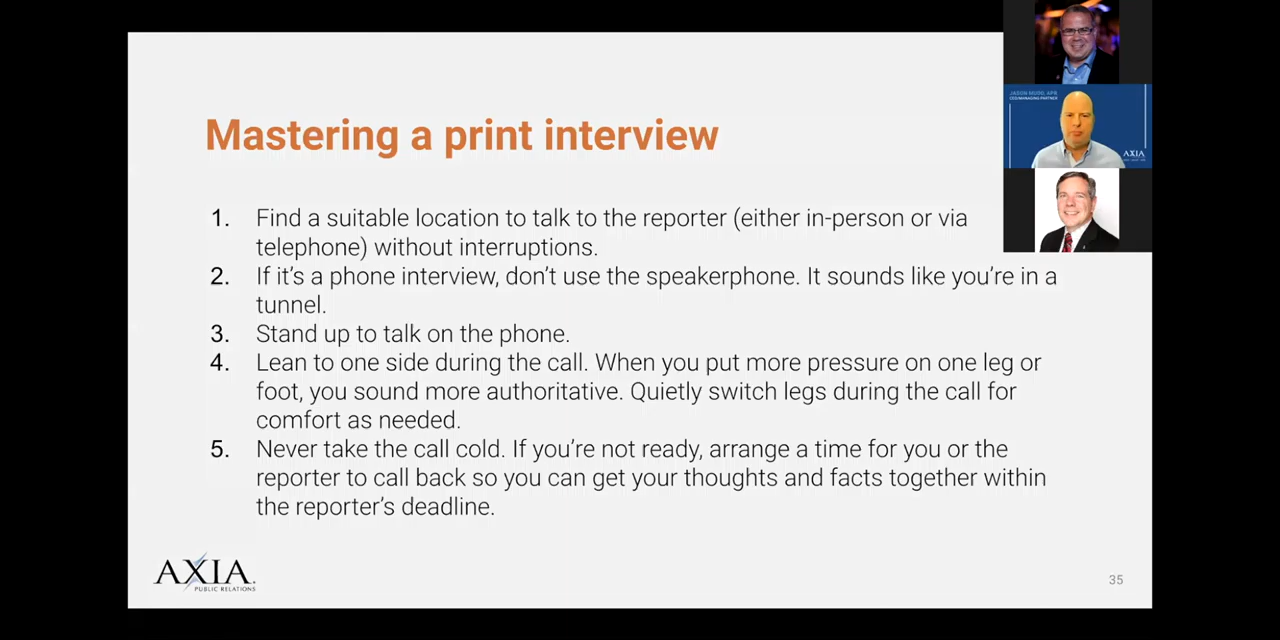 Mastering a print interview
1. Find a suitable location to talk to the reporter (either in-person or via
telephone) without interruptions.
2. If it's a phone interview, don't use the speakerphone. It sounds like you're in a
tunnel.
3. Stand up to talk on the phone.
4. Lean to one side during the call. When you put more pressure on one leg or
foot, you sound more authoritative. Quietly switch legs during the call for
comfort as needed.
5. Never take the call cold. If you're not ready, arrange a time for you or the
reporter to call back so you can get your thoughts and facts together within
the reporter's deadline.
AXIA
PUBLIC RELATIONS
35
CEO/MANAGING PARTNER
AXIA